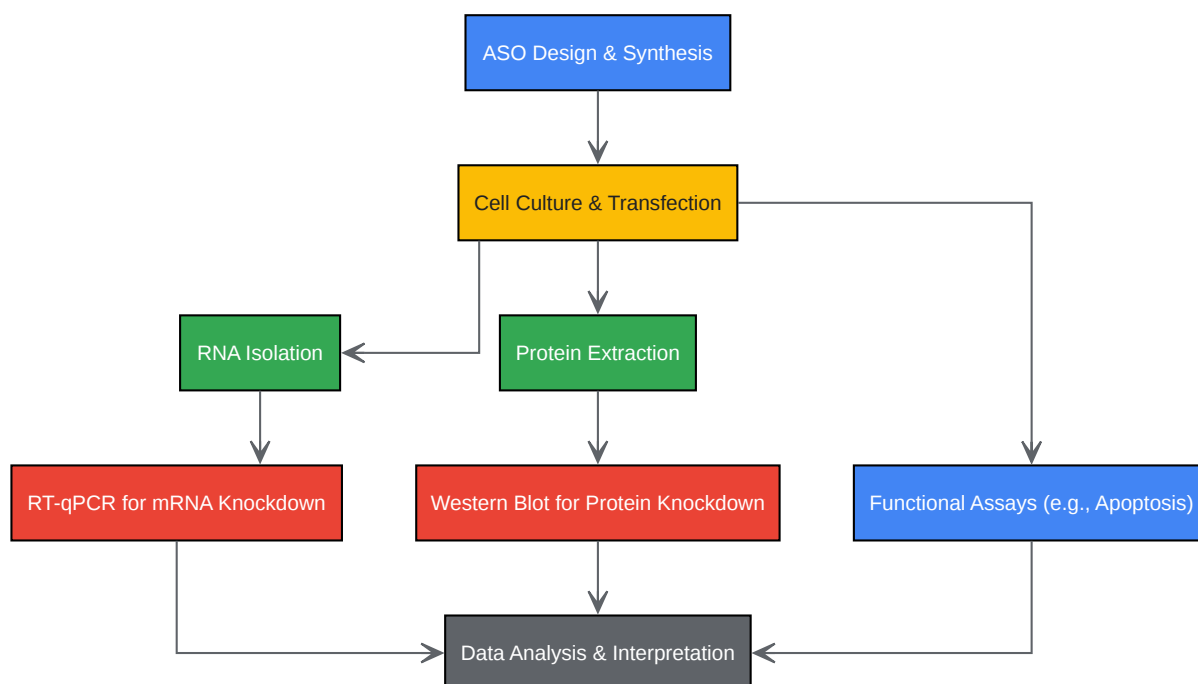 ASO Design & Synthesis
Cell Culture & Transfection
RNA Isolation
Protein Extraction
RT-qPCR for mRNA Knockdown
Western Blot for Protein Knockdown
Functional Assays (e.g., Apoptosis)
Data Analysis & Interpretation